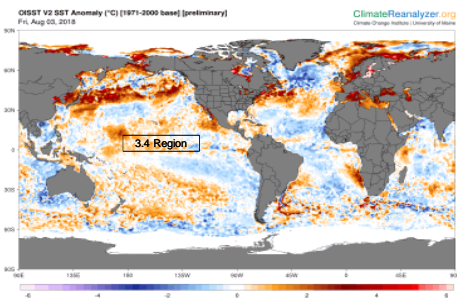 OISST V2 SST Anomaly (°C) [1971-2000 base] [preliminary]
Fri, Aug 03, 2018
ClimateReanalyzer.org
Climate Change Institute | University of Maine
90N
60N
30N
3.4 Region
0
30S
60S
90S
90E 135E 180 135W 90W 45W 0 45E 90
-6 -4 -2 0 2 4 6